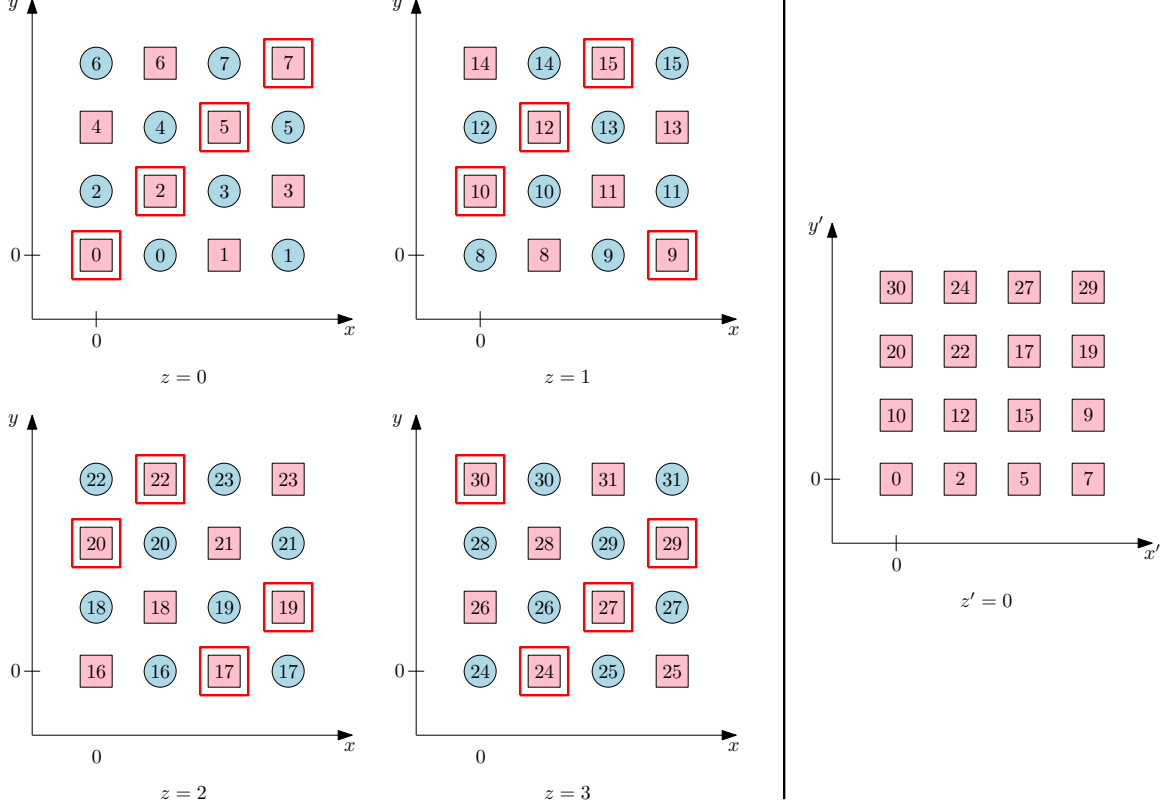 y y
6 6 7 7 14 14 15 15
4 4 5 5 12 12 13 13
2 2 3 3 10 10 11 11
0 0 0 1 1 0 8 8 9 9
x x
0 0
z = 0 z = 1
y y
22 22 23 23 30 30 31 31
20 20 21 21 28 28 29 29
18 18 19 19 26 26 27 27
0 16 16 17 17 0 24 24 25 25
x x
0 0
z = 2 z = 3
y′
30 24 27 29
20 22 17 19
10 12 15 9
0 0 2 5 7
x′
0
z′ = 0